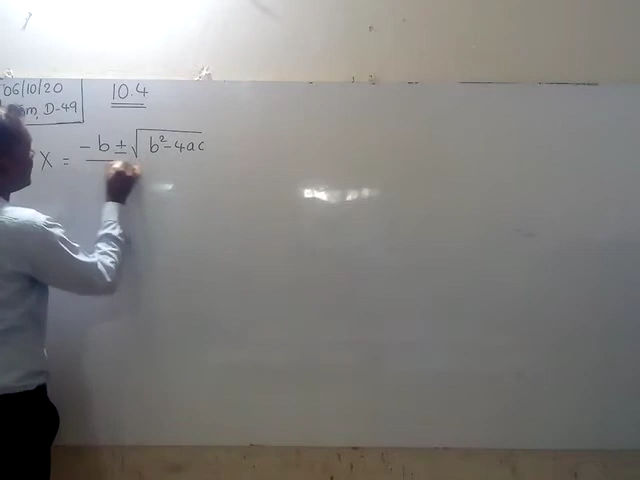 06/10/20
m, D-49
10.4
X = -b ± √b²-4ac